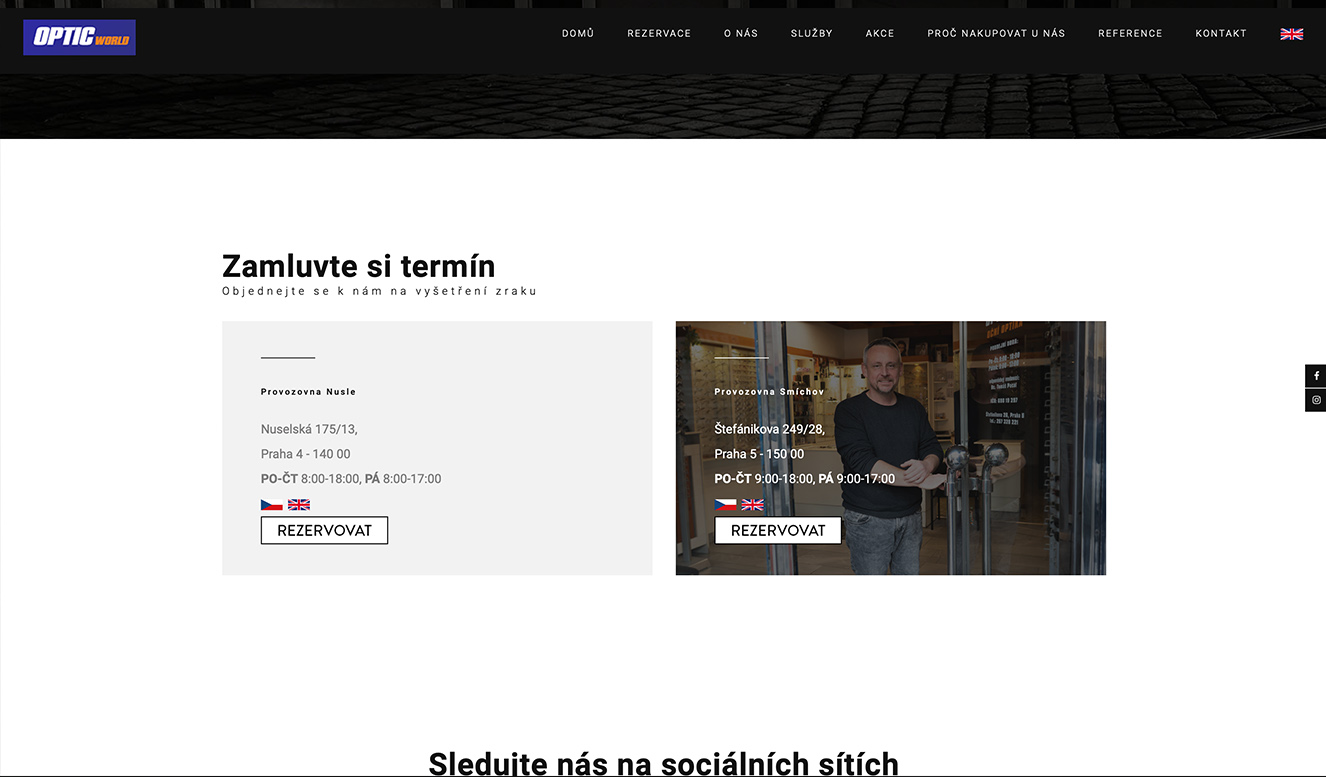 OPTIC WORLD
DOMŮ REZERVACE O NÁS SLUŽBY AKCE PROČ NAKUPOVAT U NÁS REFERENCE KONTAKT
Zamluvte si termín
Objednejte se k nám na vyšetření zraku
Provozovna Nusle
Nuselská 175/13,
Praha 4 - 140 00
PO-ČT 8:00-18:00, PÁ 8:00-17:00
REZERVOVAT
OČNÍ OPTIKA
Provozovna Smíchov
Štefánikova 249/28,
Praha 5 - 150 00
PO-ČT 9:00-18:00, PÁ 9:00-17:00
REZERVOVAT
Sledujte nás na sociálních sítích